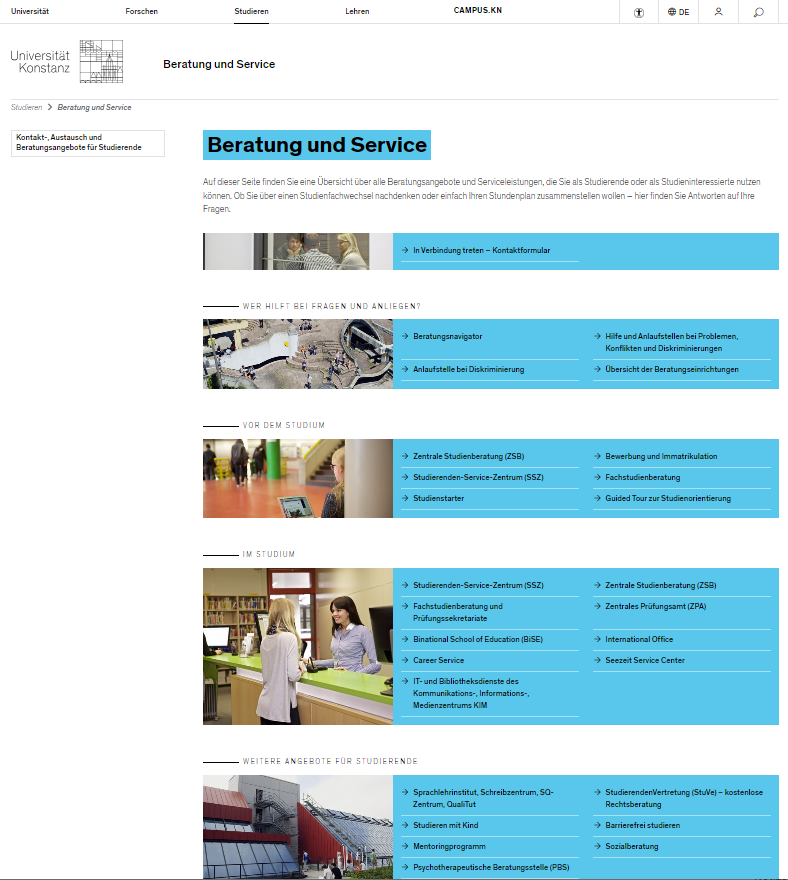 Universität
Forschen
Studieren
Lehren
CAMPUS.KN
DE
Universität
Konstanz
Beratung und Service
Studieren > Beratung und Service
Kontakt-, Austausch und
Beratungsangebote für Studierende
Beratung und Service
Auf dieser Seite finden Sie eine Übersicht über alle Beratungsangebote und Serviceleistungen, die Sie als Studierende oder als Studieninteressierte nutzen
können. Ob Sie über einen Studienfachwechsel nachdenken oder einfach Ihren Stundenplan zusammenstellen wollen – hier finden Sie Antworten auf Ihre
Fragen.
→ In Verbindung treten – Kontaktformular
WER HILFT BEI FRAGEN UND ANLIEGEN?
→ Beratungsnavigator
→ Hilfe und Anlaufstellen bei Problemen,
Konflikten und Diskriminierungen
→ Anlaufstelle bei Diskriminierung
→ Übersicht der Beratungseinrichtungen
VOR DEM STUDIUM
→ Zentrale Studienberatung (ZSB)
→ Bewerbung und Immatrikulation
→ Studierenden-Service-Zentrum (SSZ)
→ Fachstudienberatung
→ Studienstarter
→ Guided Tour zur Studienorientierung
IM STUDIUM
→ Studierenden-Service-Zentrum (SSZ)
→ Zentrale Studienberatung (ZSB)
→ Fachstudienberatung und
Prüfungssekretariate
→ Zentrales Prüfungsamt (ZPA)
→ Binational School of Education (BiSE)
→ International Office
→ Career Service
→ Seezeit Service Center
→ IT- und Bibliotheksdienste des
Kommunikations-, Informations-,
Medienzentrums KIM
WEITERE ANGEBOTE FÜR STUDIERENDE
→ Sprachlehrinstitut, Schreibzentrum, SQ-
Zentrum, QualiTut
→ StudierendenVertretung (StuVe) – kostenlose
Rechtsberatung
→ Studieren mit Kind
→ Barrierefrei studieren
→ Mentoringprogramm
→ Sozialberatung
→ Psychotherapeutische Beratungsstelle (PBS)